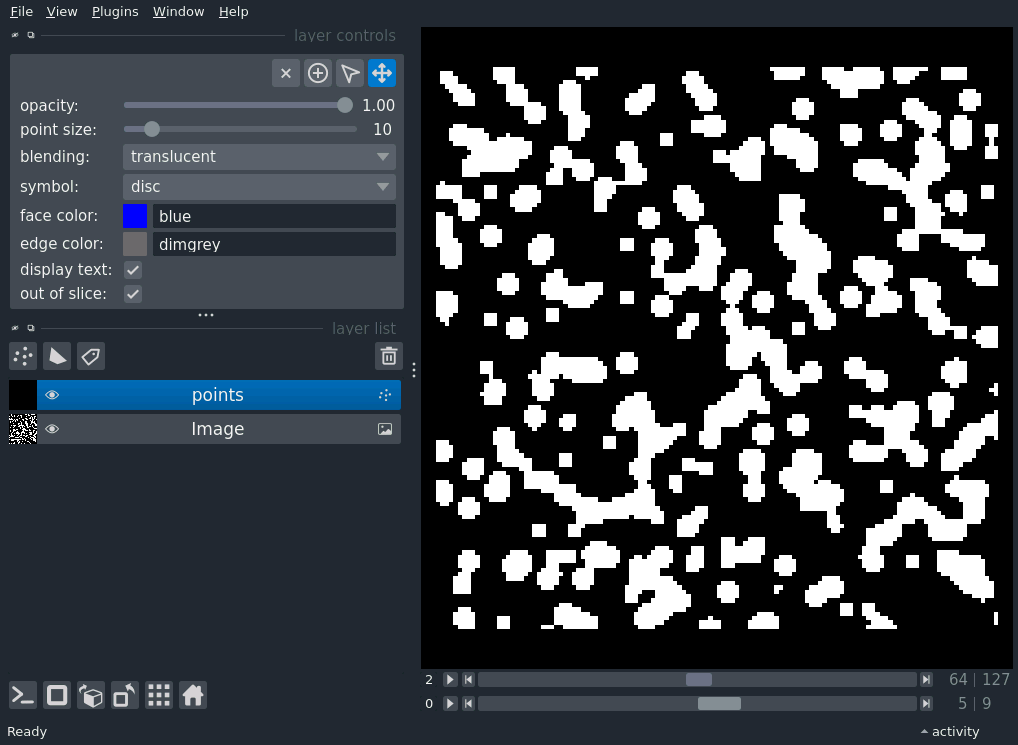 File View Plugins Window Help
layer controls
opacity: 1.00
point size: 10
blending: translucent
symbol: disc
face color: blue
edge color: dimgrey
display text:
out of slice:
layer list
points
Image
2 64 | 127
0 5 | 9
Ready activity